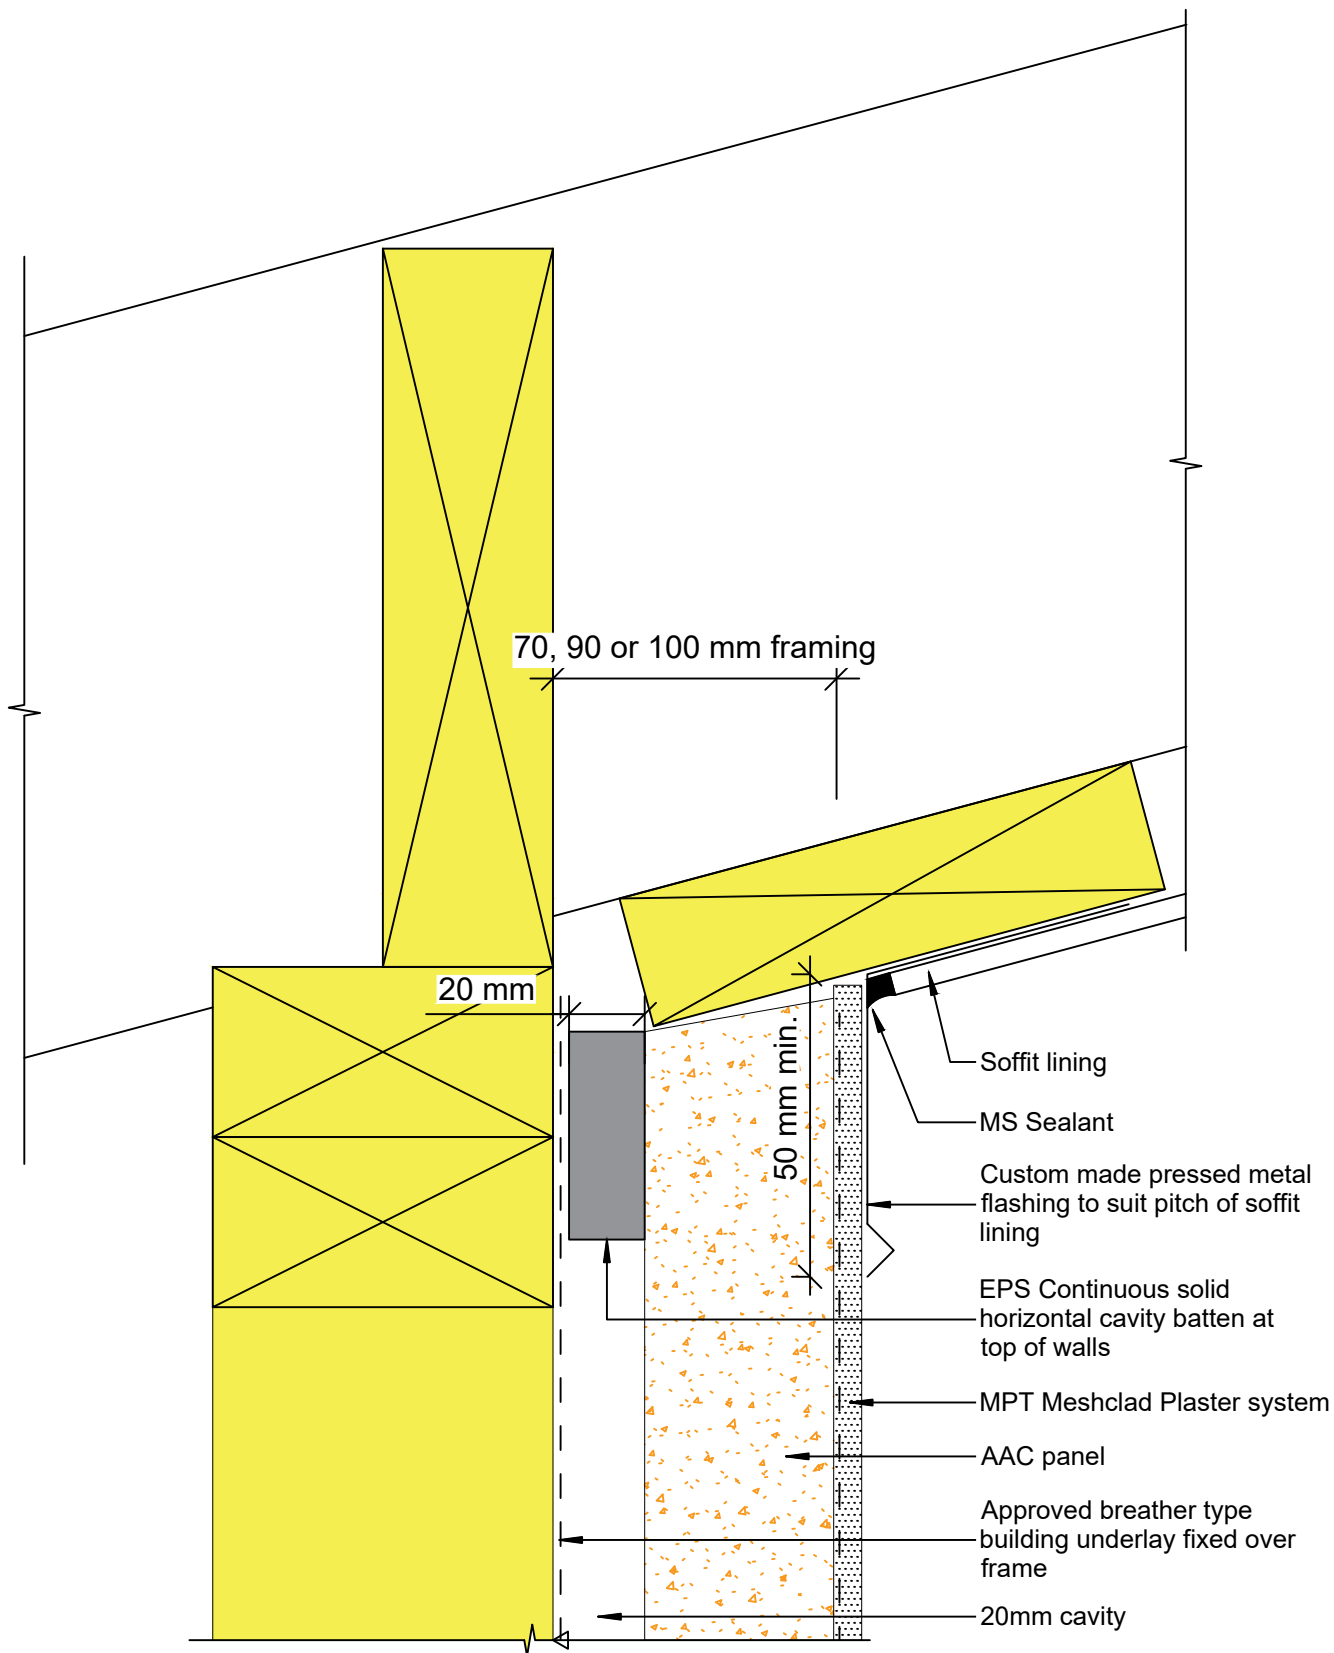 70, 90 or 100 mm framing
20 mm
50 mm min.
Soffit lining
MS Sealant
Custom made pressed metal
flashing to suit pitch of soffit
lining
EPS Continuous solid
horizontal cavity batten at
top of walls
MPT Meshclad Plaster system
AAC panel
Approved breather type
building underlay fixed over
frame
20mm cavity